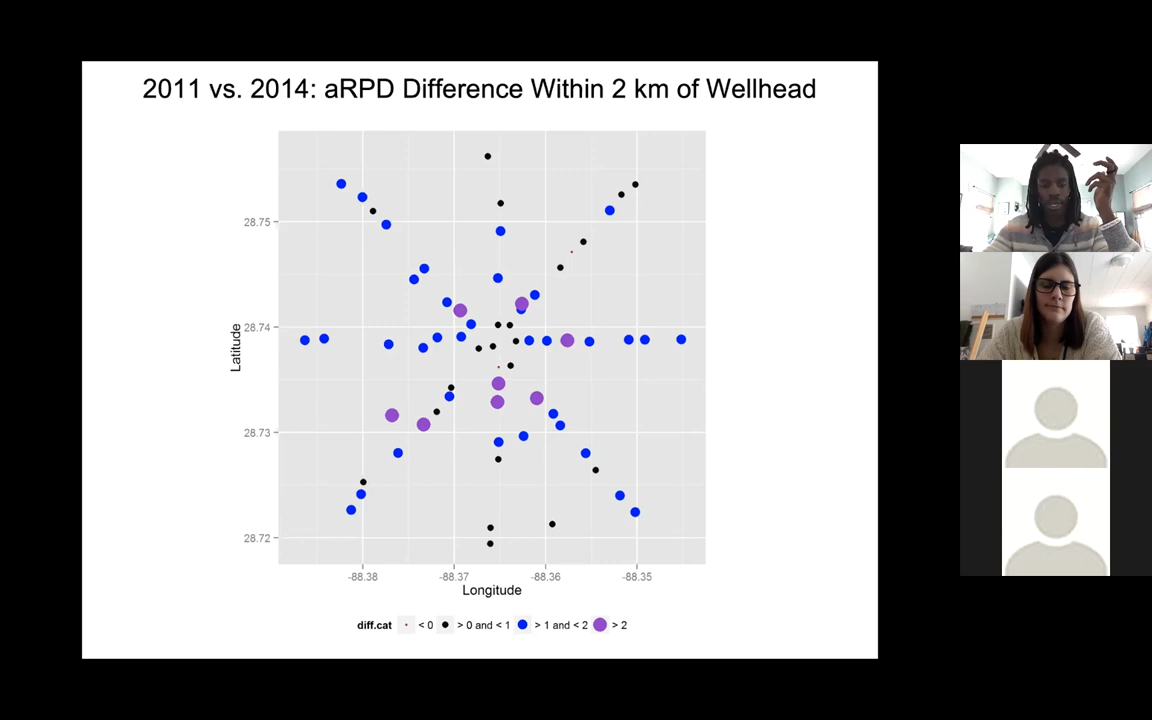 2011 vs. 2014: aRPD Difference Within 2 km of Wellhead
Latitude
28.75
28.74
28.73
28.72
-88.38 -88.37 -88.36 -88.35
Longitude
diff.cat < 0 > 0 and < 1 > 1 and < 2 > 2